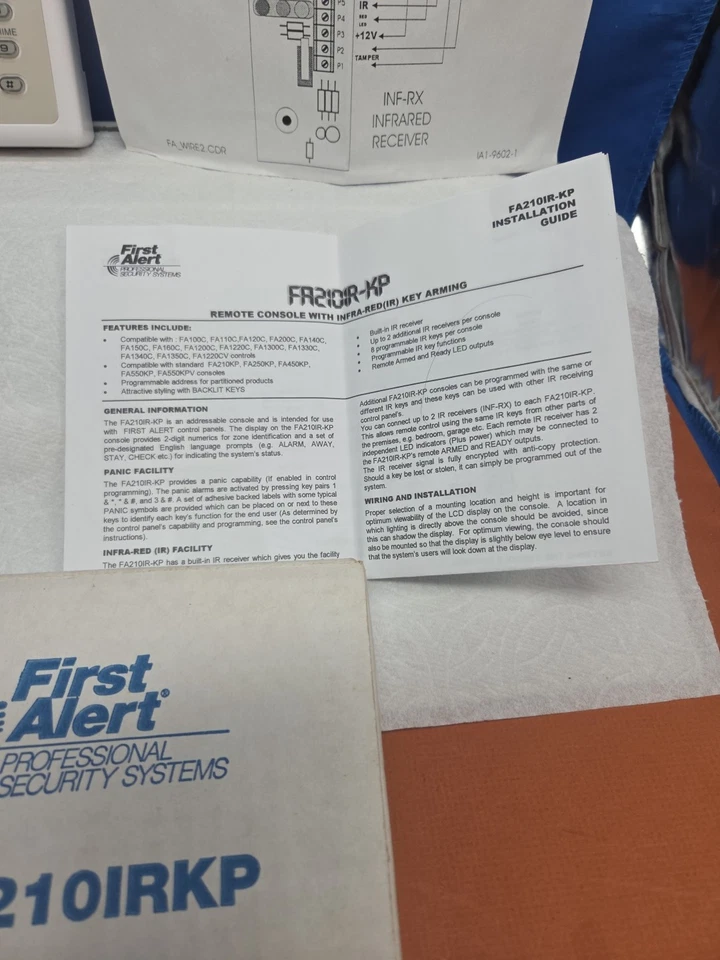 IME
9
#
P5
P4
P3
P2
P1
IR
RED
LED
+12V
TAMPER
INF-RX
INFRARED
RECEIVER
FA_WIRE2.CDR
IA1-9602-1
First
Alert
PROFESSIONAL
SECURITY SYSTEMS
FA210IR-KP
INSTALLATION
GUIDE
FA210IR-KP
REMOTE CONSOLE WITH INFRA-RED(IR) KEY ARMING
FEATURES INCLUDE:
• Compatible with : FA100C, FA110C,FA120C, FA200C, FA140C,
FA150C, FA160C, FA1200C, FA1220C, FA1300C, FA1330C,
FA1340C, FA1350C, FA1220CV controls
• Compatible with standard FA210KP, FA250KP, FA450KP,
FA550KP, FA550KPV consoles
• Programmable address for partitioned products
• Attractive styling with BACKLIT KEYS
GENERAL INFORMATION
The FA210IR-KP is an addressable console and is intended for use
with FIRST ALERT control panels. The display on the FA210IR-KP
console provides 2-digit numerics for zone identification and a set of
pre-designated English language prompts (e.g. ALARM, AWAY,
STAY, CHECK etc.) for indicating the system's status.
PANIC FACILITY
The FA210IR-KP provides a panic capability (If enabled in control
programming). The panic alarms are activated by pressing key pairs 1
& *, * & #, and 3 & #. A set of adhesive backed labels with some typical
PANIC symbols are provided which can be placed on or next to these
keys to identify each key's function for the end user (As determined by
the control panel's capability and programming, see the control panel's
instructions).
INFRA-RED (IR) FACILITY
The FA210IR-KP has a built-in IR receiver which gives you the facility
• Built-in IR receiver
• Up to 2 additional IR receivers per console
• 8 programmable IR keys per console
• Programmable IR key functions
• Remote Armed and Ready LED outputs
Additional FA210IR-KP consoles can be programmed with the same or
different IR keys and these keys can be used with other IR receiving
control panel's.
You can connect up to 2 IR receivers (INF-RX) to each FA210IR-KP.
This allows remote control using the same IR keys from other parts of
the premises, e.g. bedroom, garage etc. Each remote IR receiver has 2
independent LED indicators (Plus power) which may be connected to
the FA210IR-KP's remote ARMED and READY outputs.
The IR receiver signal is fully encrypted with anti-copy protection.
Should a key be lost or stolen, it can simply be programmed out of the
system.
WIRING AND INSTALLATION
Proper selection of a mounting location and height is important for
optimum viewability of the LCD display on the console. A location in
which lighting is directly above the console should be avoided, since
this can shadow the display. For optimum viewing, the console should
also be mounted so that the display is slightly below eye level to ensure
that the system's users will look down at the display.
First
Alert®
PROFESSIONAL
SECURITY SYSTEMS
210IRKP